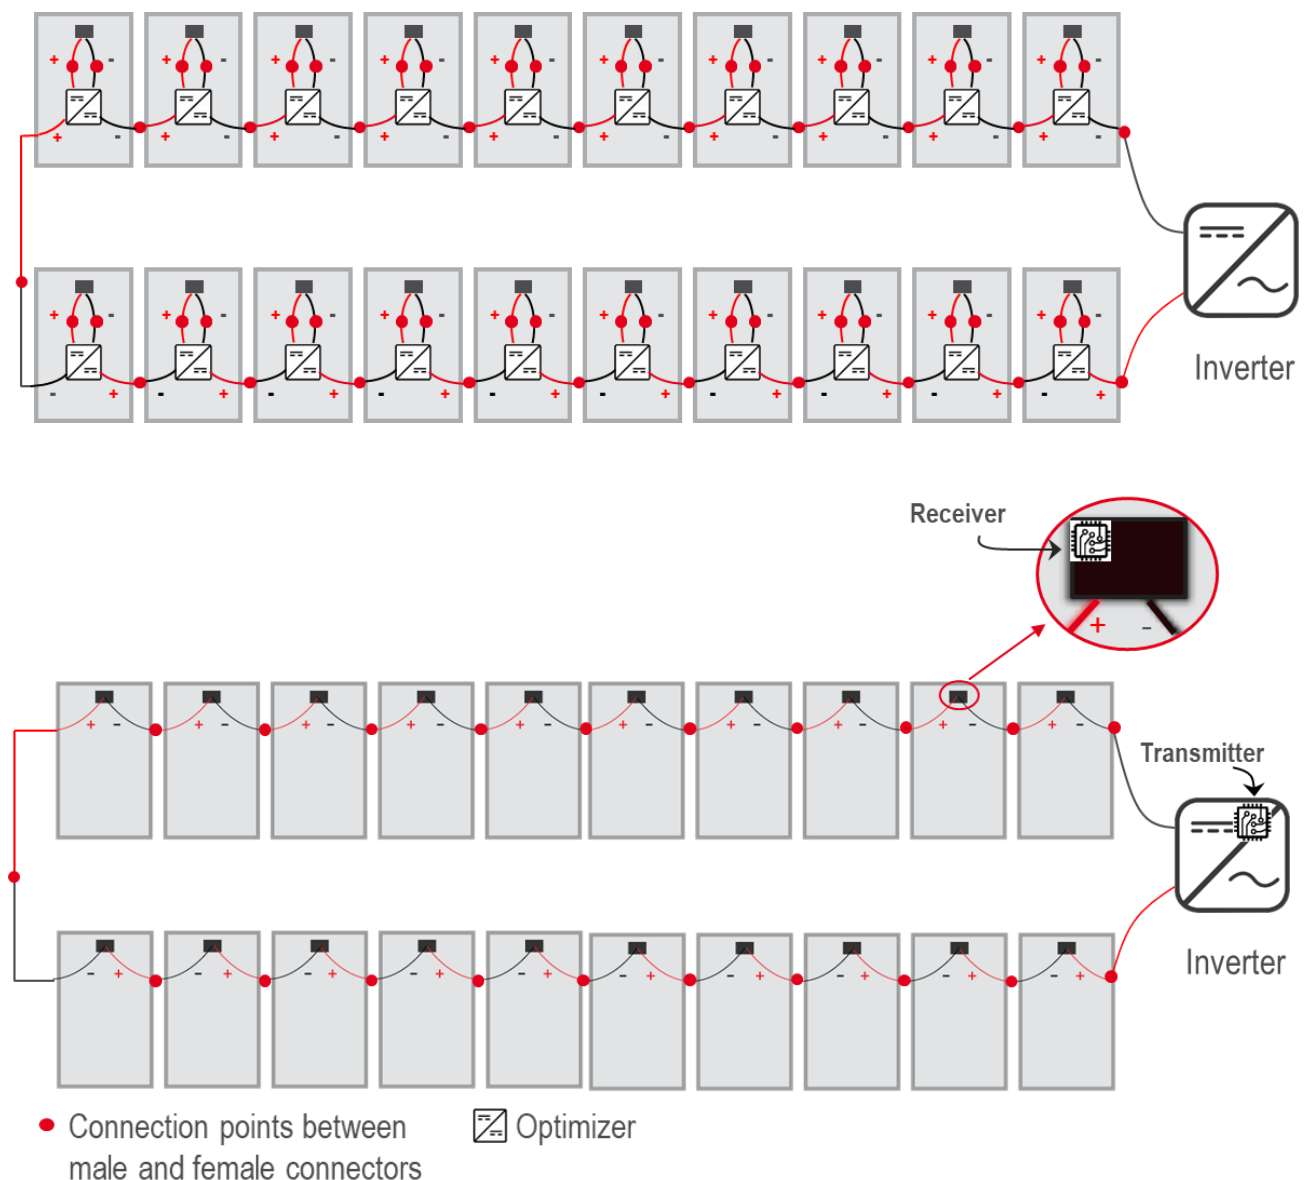 Inverter
Receiver
Transmitter
Inverter
Connection points between
male and female connectors
Optimizer